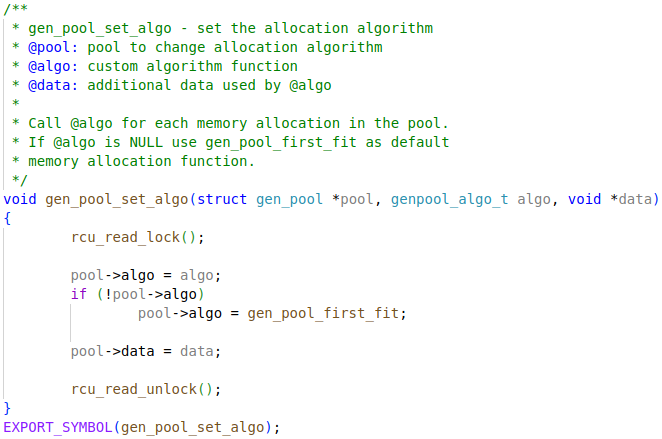 /**
 * gen_pool_set_algo - set the allocation algorithm
 * @pool: pool to change allocation algorithm
 * @algo: custom algorithm function
 * @data: additional data used by @algo
 *
 * Call @algo for each memory allocation in the pool.
 * If @algo is NULL use gen_pool_first_fit as default
 * memory allocation function.
 */
void gen_pool_set_algo(struct gen_pool *pool, genpool_algo_t algo, void *data)
{
        rcu_read_lock();

        pool->algo = algo;
        if (!pool->algo)
                pool->algo = gen_pool_first_fit;

        pool->data = data;

        rcu_read_unlock();
}
EXPORT_SYMBOL(gen_pool_set_algo);